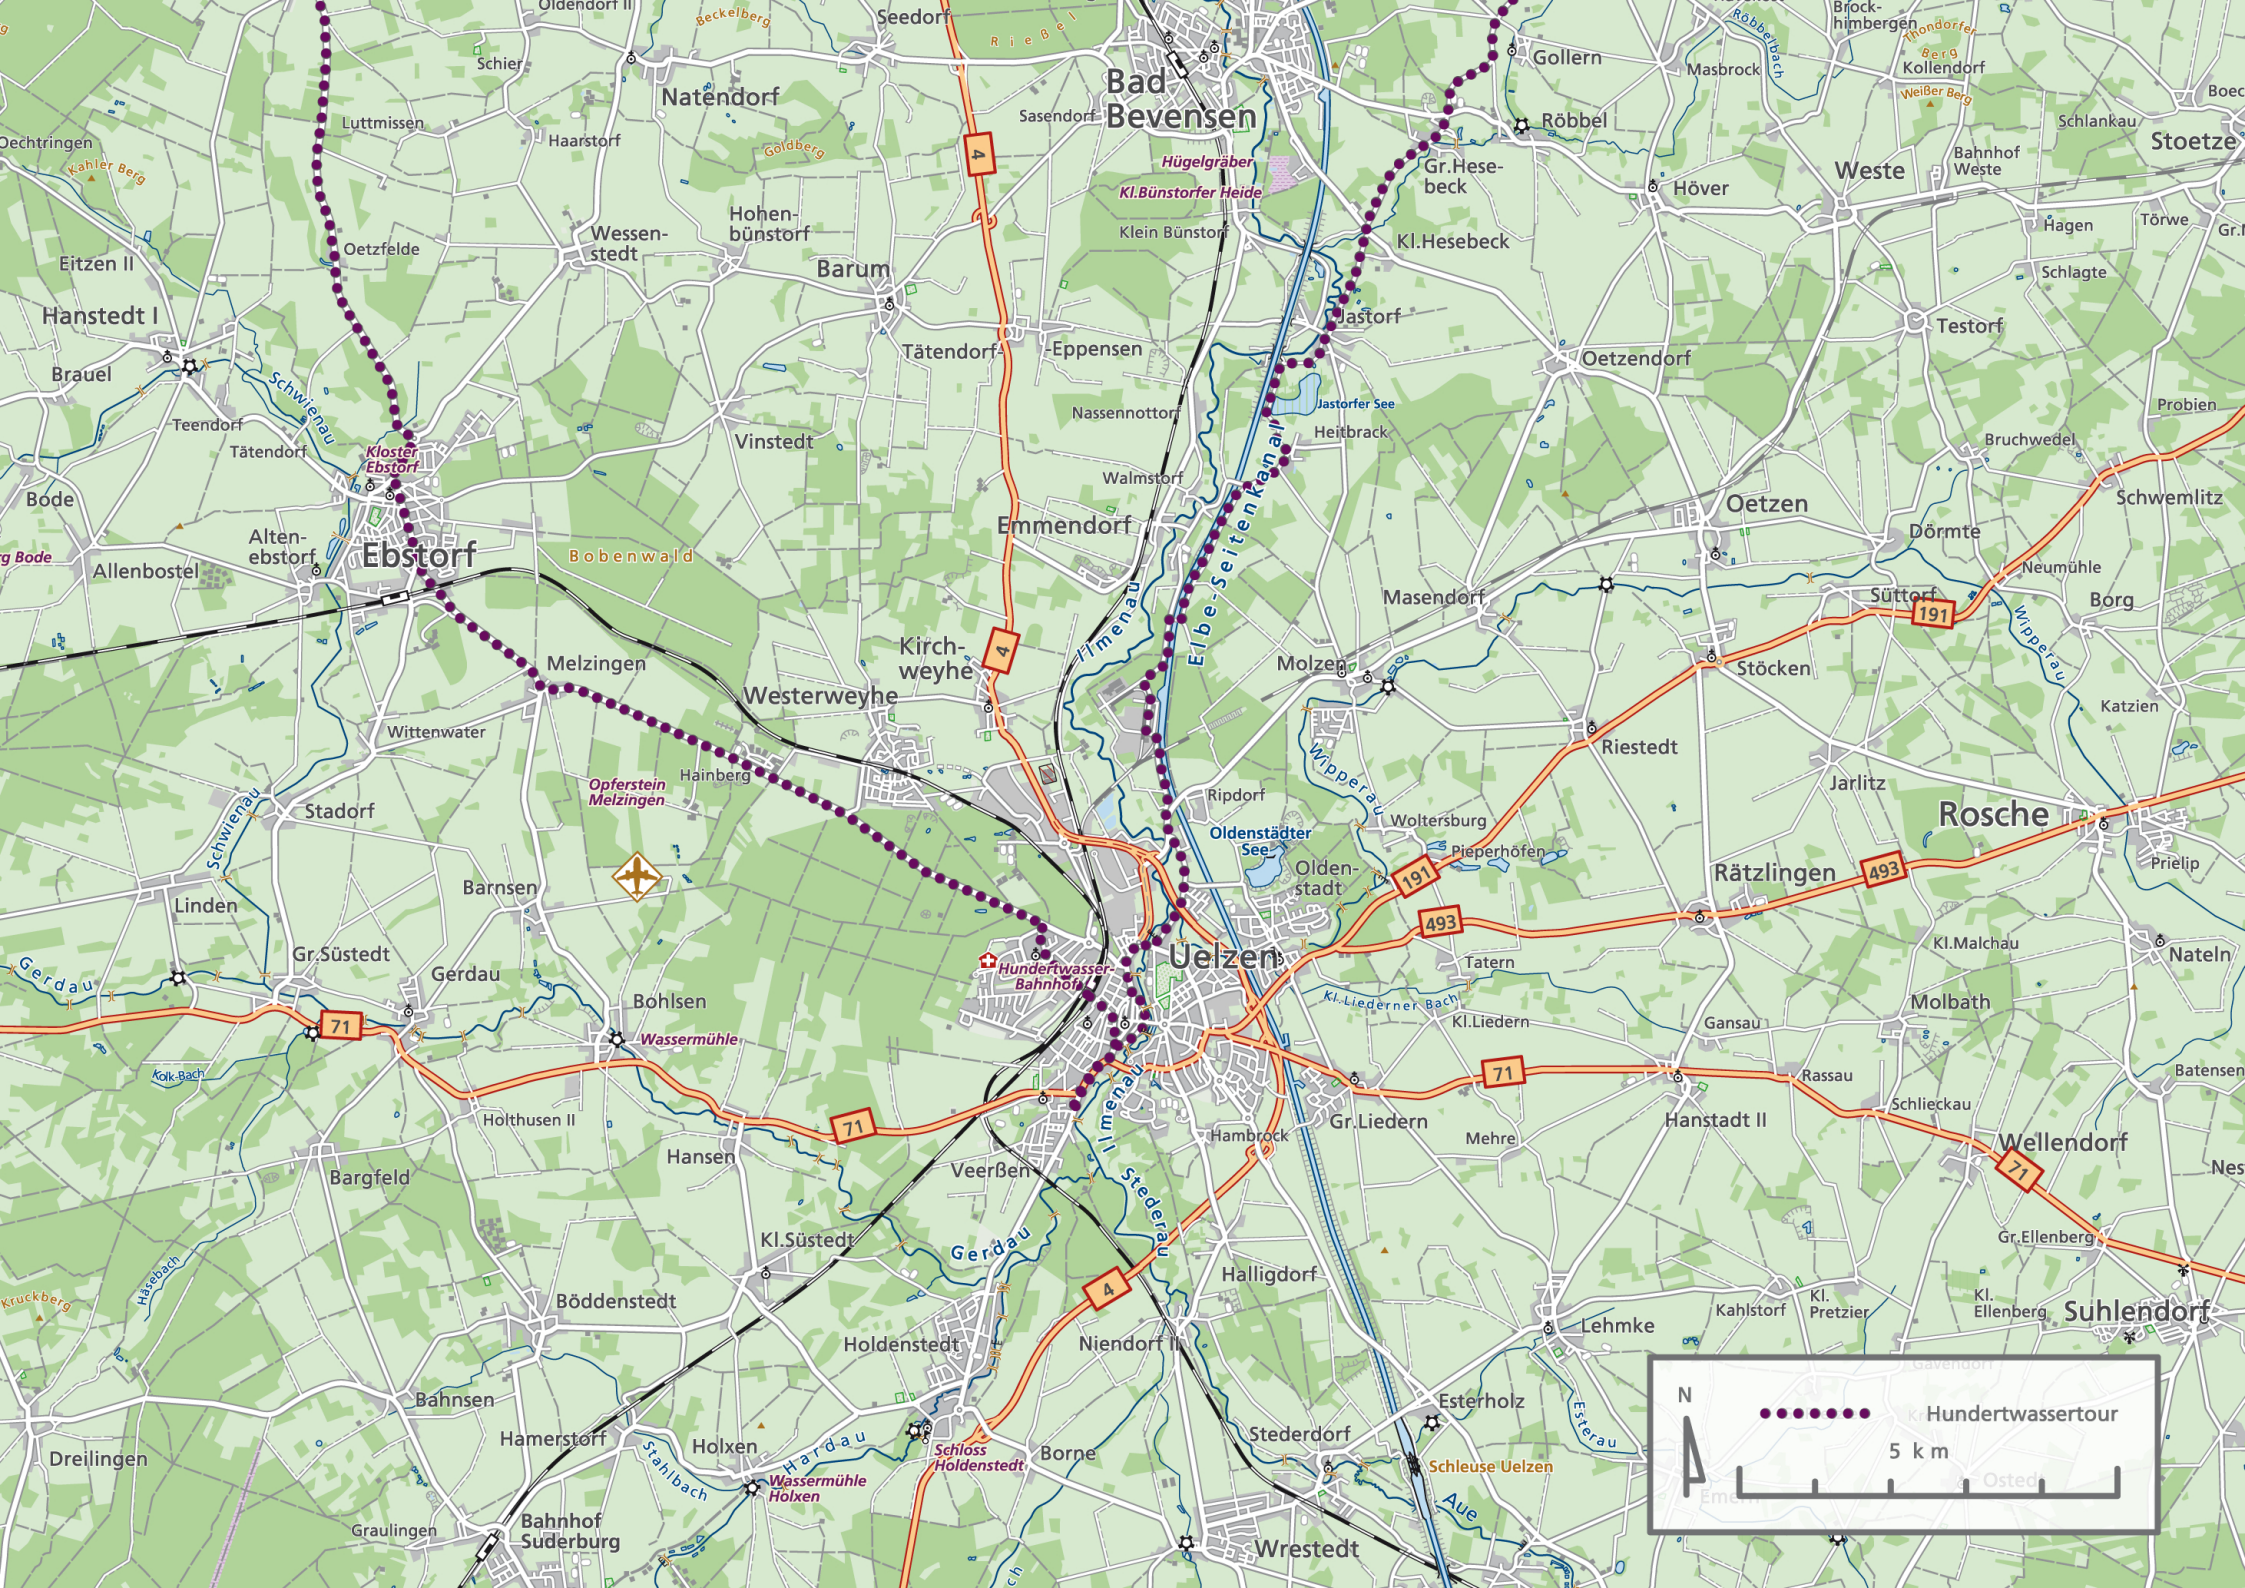 Oldendorf II
Beckelberg
Seedorf
Rießel
Brock-
himbergen
Röbbelbach
Thondorfer
Berg
Gollern
Schier
Natendorf
Bad
Bevensen
Masbrock
Kollendorf
Weißer Berg
Boec
Luttmissen
Sasendorf
Röbbel
Schlankau
Stoetze
Oechtringen
Haarstorf
Goldberg
4
Kahler Berg
Hügelgräber
Kl.Bünstorfer Heide
Gr.Hese-
beck
Weste
Bahnhof
Weste
Höver
Hohen-
bünstorf
Klein Bünstorf
Törwe
Gr.
Hagen
Wessen-
stedt
Oetzfelde
Kl.Hesebeck
Eitzen II
Barum
Schlagte
Hanstedt I
Jastorf
Testorf
Tätendorf-
-Eppensen
Oetzendorf
Brauel
Schwienau
Teendorf
Nassennottorf
Jastorfer See
Probien
Heitbrack
Vinstedt
Bruchwedel
Tätendorf
Kloster
Ebstorf
Walmstorf
Bode
Schwemlitz
Oetzen
Emmendorf
Alten-
ebstorf
Dörmte
Ebstorf
Bobenwald
rg Bode
Allenbostel
Elbe-Seitenkanal
Neumühle
Masendorf
Süttorf
191
Borg
Ilmenau
Wipperau
Kirch-
weyhe
4
Melzingen
Molzen
Stöcken
Westerweyhe
Katzien
Wittenwater
Riestedt
Hainberg
Opferstein
Melzingen
Wipperau
Jarlitz
Ripdorf
Stadorf
Schwienau
Woltersburg
Rosche
Oldenstädter
See
Pieperhöfen
Prielip
Olden-
stadt
191
Rätzlingen
493
Barnsen
Linden
493
Kl.Malchau
Gr.Süstedt
Uelzen
Nateln
Gerdau
Gerdau
Hundertwasser-
Bahnhof
Tatern
Kl.Liederner Bach
Bohlsen
Molbath
71
Kl.Liedern
Gansau
Wassermühle
Kolk-Bach
Ilmenau
71
Rassau
Batensen
Holthusen II
71
Gr.Liedern
Hanstadt II
Schlieckau
Hansen
Hambrock
Mehre
Wellendorf
71
Veerßen
Nes
Bargfeld
Stederau
Kl.Süstedt
Gerdau
Gr.Ellenberg
Häsebach
Halligdorf
4
Kruckberg
Böddenstedt
Kahlstorf
Kl.
Pretzier
Kl.
Ellenberg
Suhlendorf
Lehmke
Holdenstedt
Niendorf II
Gavendorf
Bahnsen
Esterholz
N
Hundertwassertour
Esterau
Hamerstorf
Holxen
Hardau
Stederdorf
5 km
Dreilingen
Stahlbach
Schloss
Holdenstedt
Borne
Schleuse Uelzen
Wassermühle
Holxen
Ostedt
Aue
Emern
Graulingen
Bahnhof
Suderburg
Wrestedt
ch